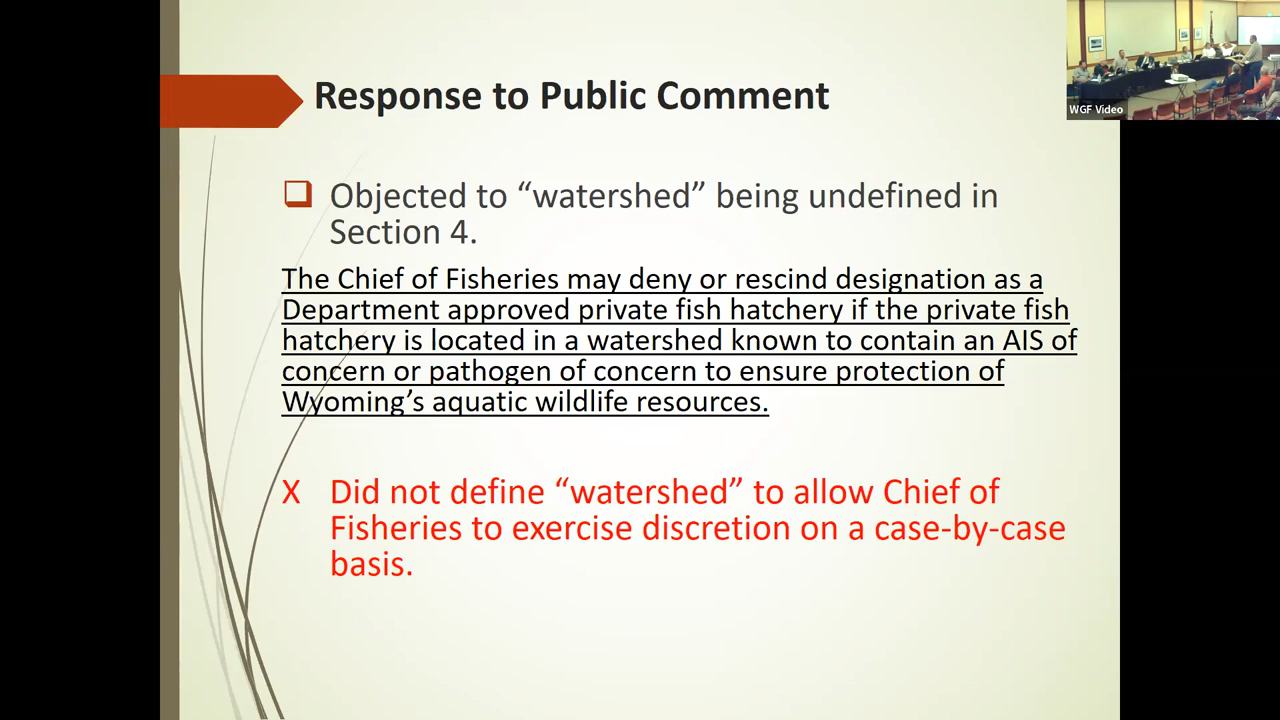 Response to Public Comment
WGF Video
Objected to “watershed” being undefined in
Section 4.
The Chief of Fisheries may deny or rescind designation as a
Department approved private fish hatchery if the private fish
hatchery is located in a watershed known to contain an AIS of
concern or pathogen of concern to ensure protection of
Wyoming’s aquatic wildlife resources.
X Did not define “watershed” to allow Chief of
Fisheries to exercise discretion on a case-by-case
basis.